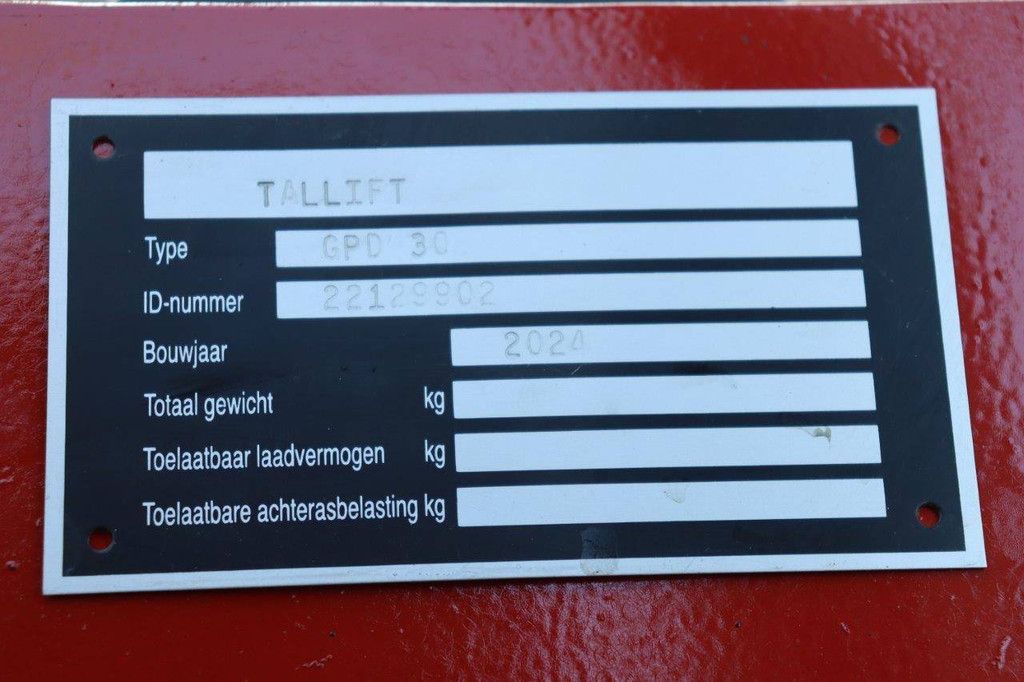 TALLIFT
Type GPD 30
ID-nummer 22129902
Bouwjaar 2024
Totaal gewicht kg
Toelaatbaar laadvermogen kg
Toelaatbare achterasbelasting kg